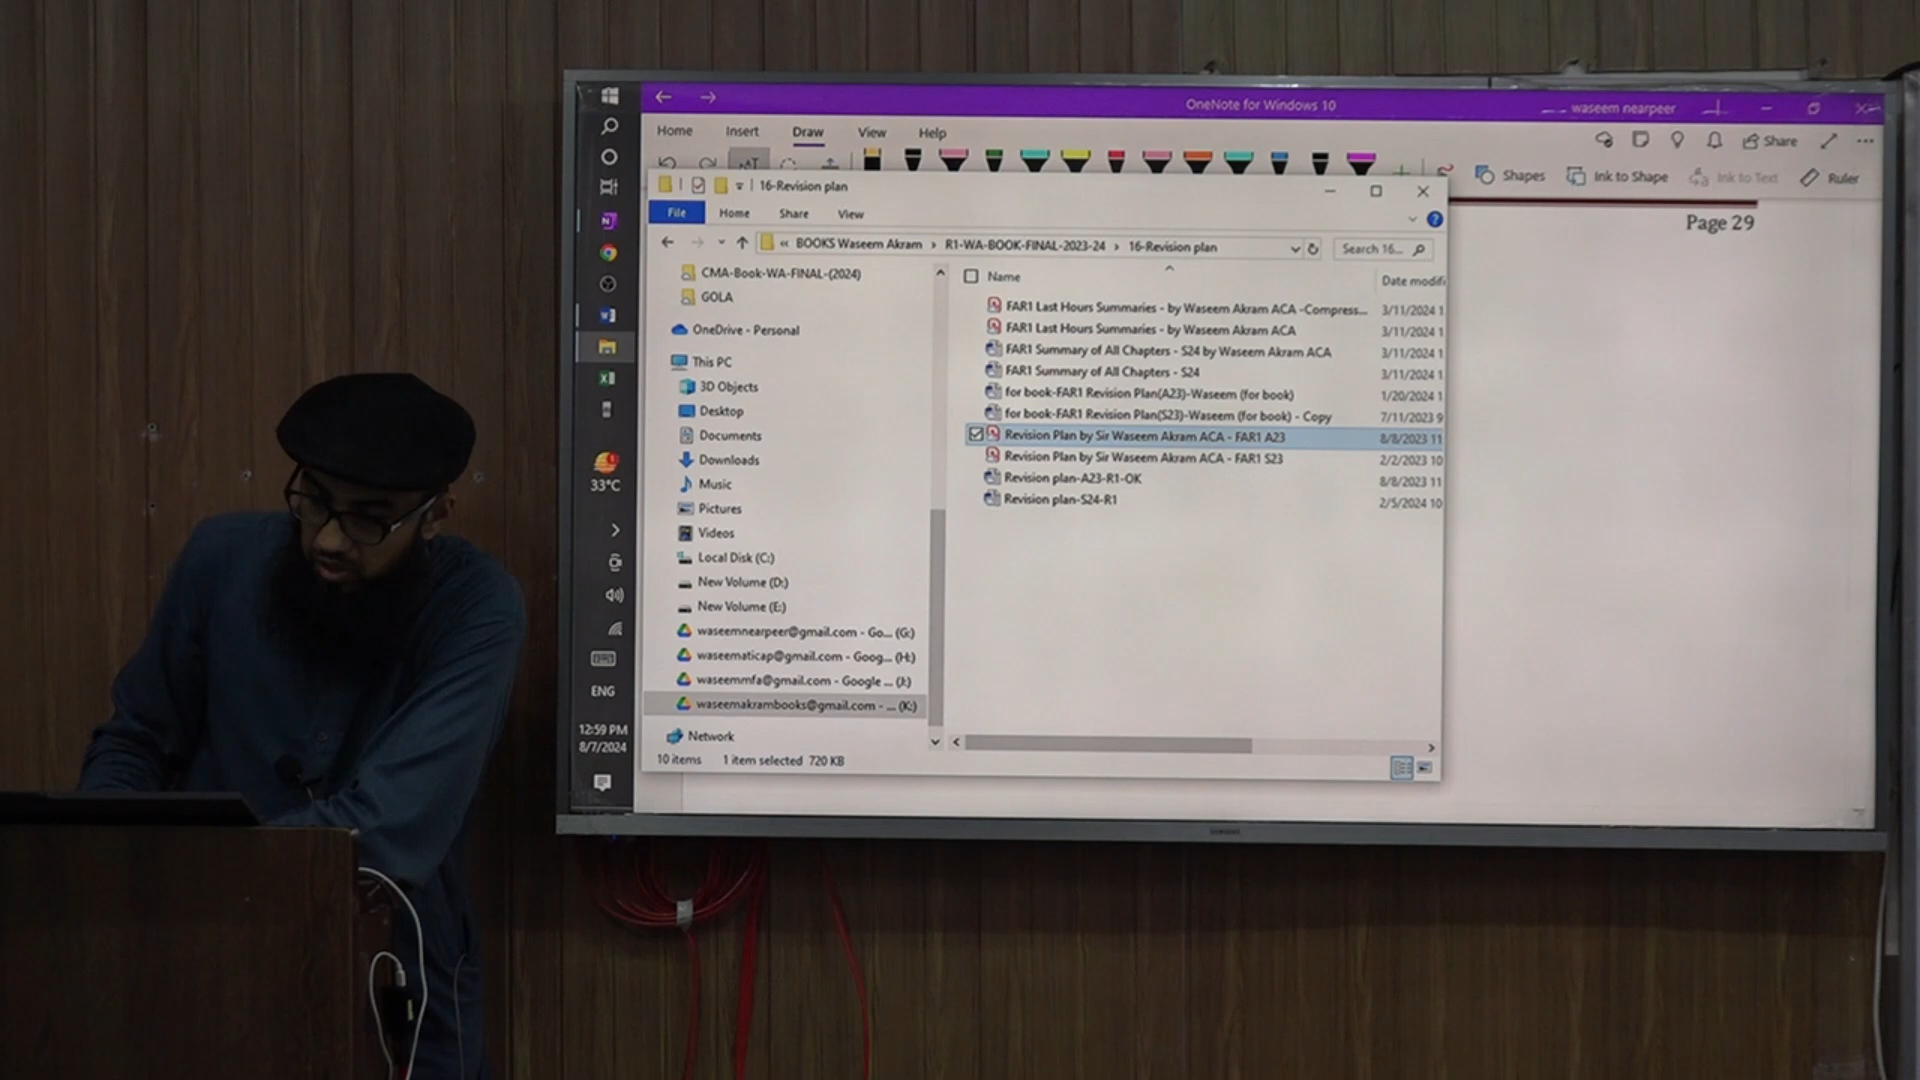 OneNote for Windows 10
waseem nearpeer
Home Insert Draw View Help
Share
Shapes
Ink to Shape
Ink to Text
Ruler
16-Revision plan
File Home Share View
« BOOKS Waseem Akram › R1-WA-BOOK-FINAL-2023-24 › 16-Revision plan
Search 16...
Page 29
CMA-Book-WA-FINAL-(2024)
GOLA
OneDrive - Personal
This PC
3D Objects
Desktop
Documents
Downloads
Music
Pictures
Videos
Local Disk (C:)
New Volume (D:)
New Volume (E:)
waseemnearpeer@gmail.com - Go... (G:)
waseematicap@gmail.com - Goog... (H:)
waseemmfa@gmail.com - Google ... (J:)
waseemakrambooks@gmail.com - ... (K:)
Network
Name Date modifi
FAR1 Last Hours Summaries - by Waseem Akram ACA -Compress... 3/11/2024 1
FAR1 Last Hours Summaries - by Waseem Akram ACA 3/11/2024 1
FAR1 Summary of All Chapters - S24 by Waseem Akram ACA 3/11/2024 1
FAR1 Summary of All Chapters - S24 3/11/2024 1
for book-FAR1 Revision Plan(A23)-Waseem (for book) 1/20/2024 1
for book-FAR1 Revision Plan(S23)-Waseem (for book) - Copy 7/11/2023 9
Revision Plan by Sir Waseem Akram ACA - FAR1 A23 8/8/2023 11
Revision Plan by Sir Waseem Akram ACA - FAR1 S23 2/2/2023 10
Revision plan-A23-R1-OK 8/8/2023 11
Revision plan-S24-R1 2/5/2024 10
10 items 1 item selected 720 KB
33°C
ENG
12:59 PM
8/7/2024